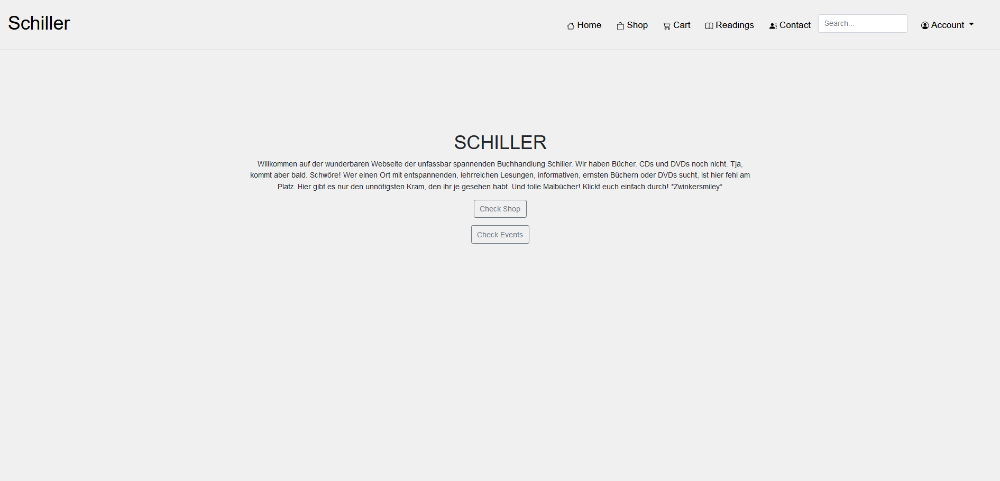 Schiller
Home
Shop
Cart
Readings
Contact
Search...
Account
SCHILLER
Willkommen auf der wunderbaren Webseite der unfassbar spannenden Buchhandlung Schiller. Wir haben Bücher. CDs und DVDs noch nicht. Tja,
kommt aber bald. Schwöre! Wer einen Ort mit entspannenden, lehrreichen Lesungen, informativen, ernsten Büchern oder DVDs sucht, ist hier fehl am
Platz. Hier gibt es nur den unnötigsten Kram, den ihr je gesehen habt. Und tolle Malbücher! Klickt euch einfach durch! *Zwinkersmiley*
Check Shop
Check Events